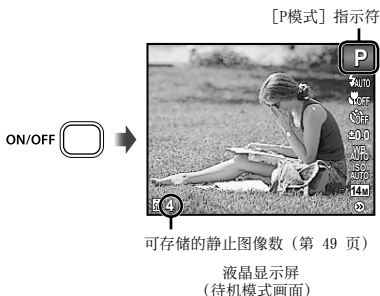 ［P模式］指示符
P
AUTO
OFF
OFF
±0.0
WB
AUTO
ISO
AUTO
14M
4
ON/OFF
可存储的静止图像数（第 49 页）
液晶显示屏
（待机模式画面）